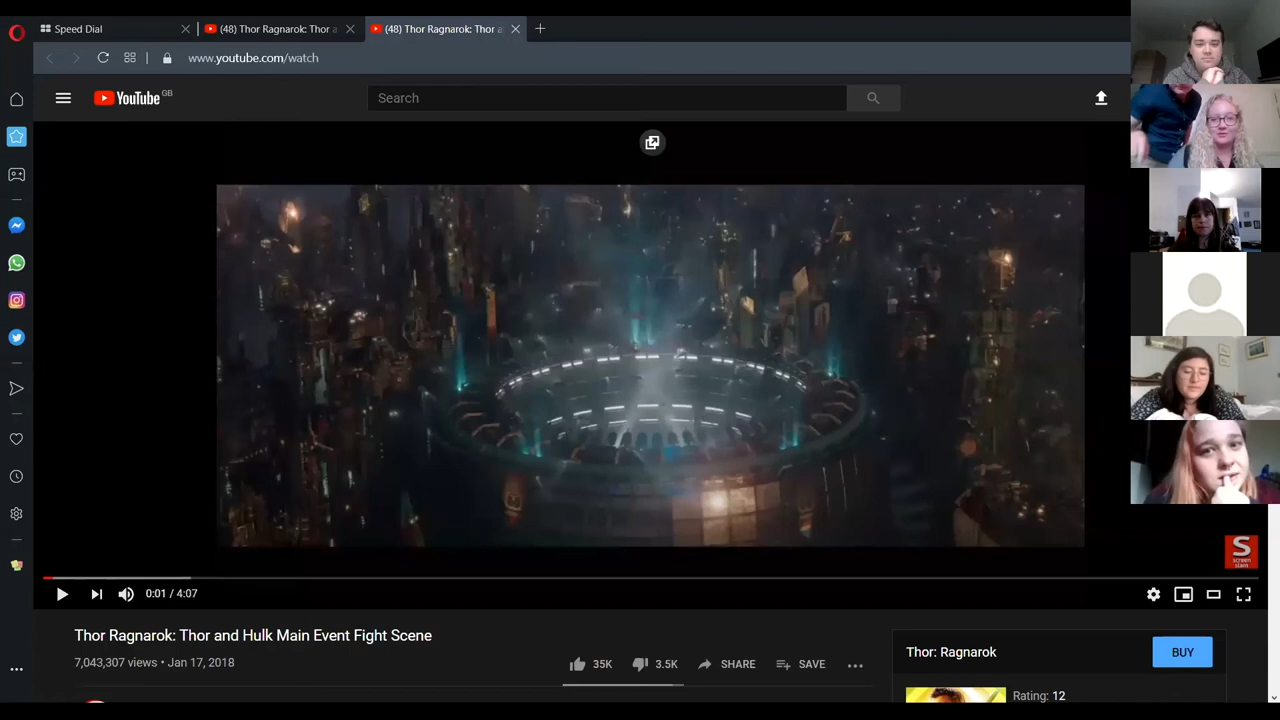 Speed Dial
(48) Thor Ragnarok: Thor a
(48) Thor Ragnarok: Thor a
www.youtube.com/watch
YouTube GB
Search
S
screen
slam
0:01 / 4:07
Thor Ragnarok: Thor and Hulk Main Event Fight Scene
7,043,307 views • Jan 17, 2018
35K
3.5K
SHARE
SAVE
Thor: Ragnarok
BUY
Rating: 12